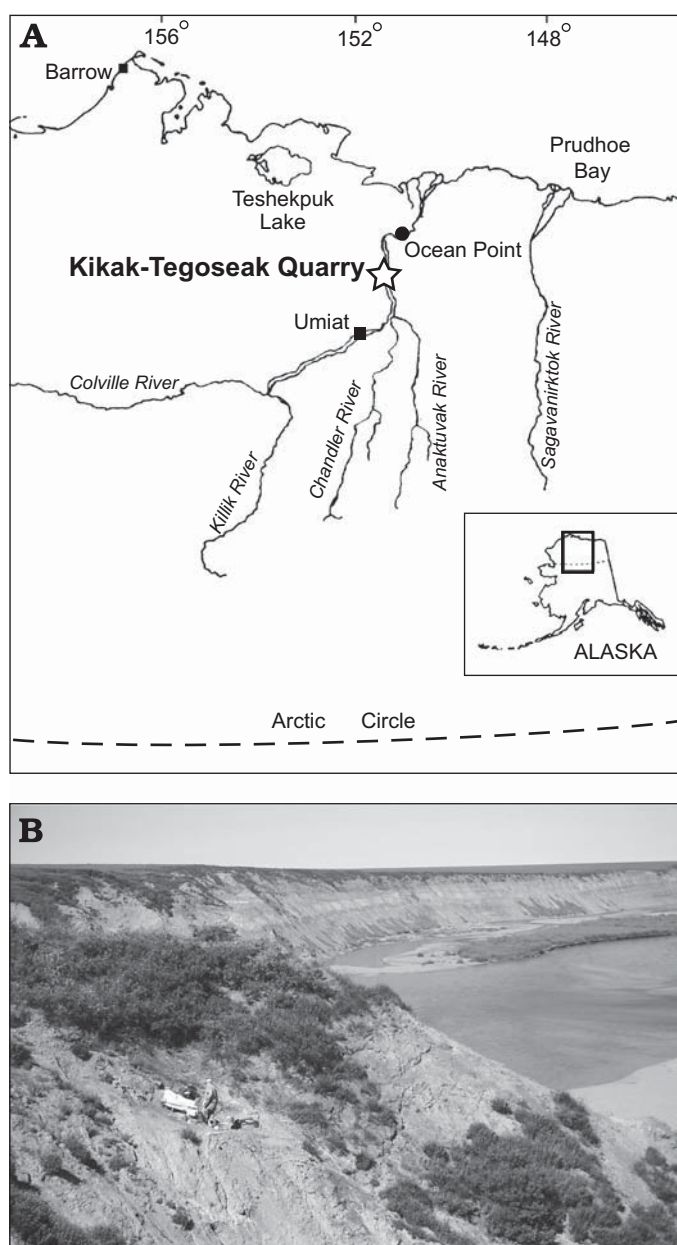 A
156°
152°
148°
Barrow
Prudhoe
Bay
Teshekpuk
Lake
Ocean Point
Kikak-Tegoseak Quarry
Umiat
Colville River
Killik River
Chandler River
Anaktuvak River
Sagavanirktok River
ALASKA
Arctic Circle
B